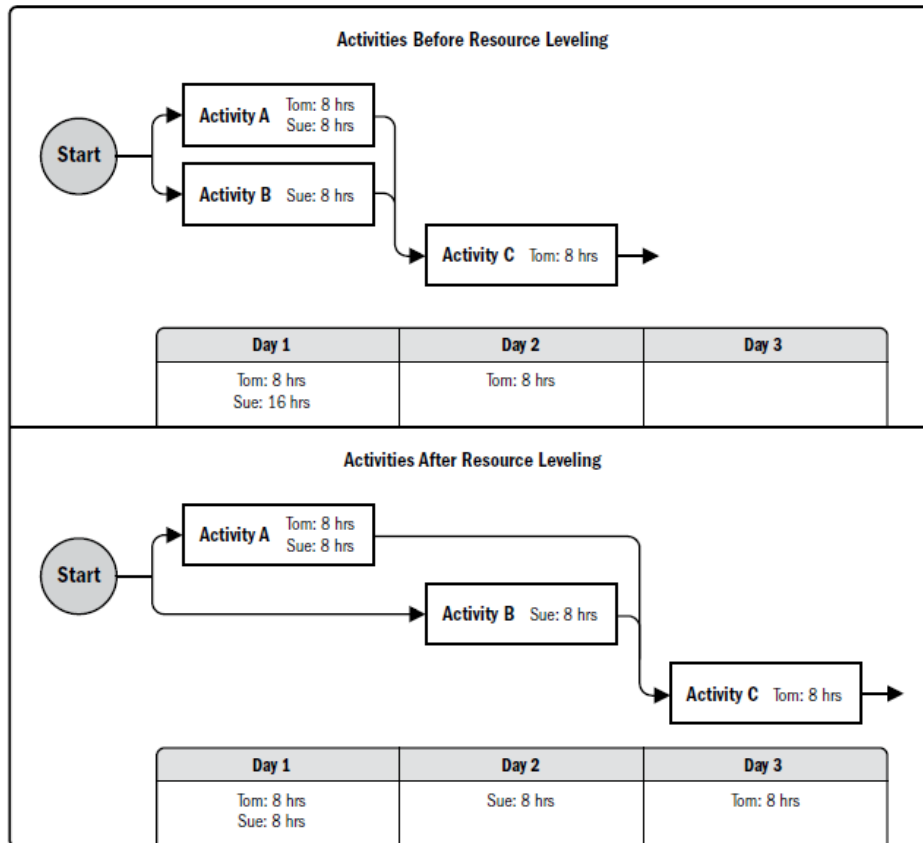 Activities Before Resource Leveling
Start
Activity A
Tom: 8 hrs
Sue: 8 hrs
Activity B Sue: 8 hrs
Activity C Tom: 8 hrs
Day 1 Day 2 Day 3
Tom: 8 hrs Tom: 8 hrs
Sue: 16 hrs
Activities After Resource Leveling
Start
Activity A
Tom: 8 hrs
Sue: 8 hrs
Activity B Sue: 8 hrs
Activity C Tom: 8 hrs
Day 1 Day 2 Day 3
Tom: 8 hrs Sue: 8 hrs Tom: 8 hrs
Sue: 8 hrs